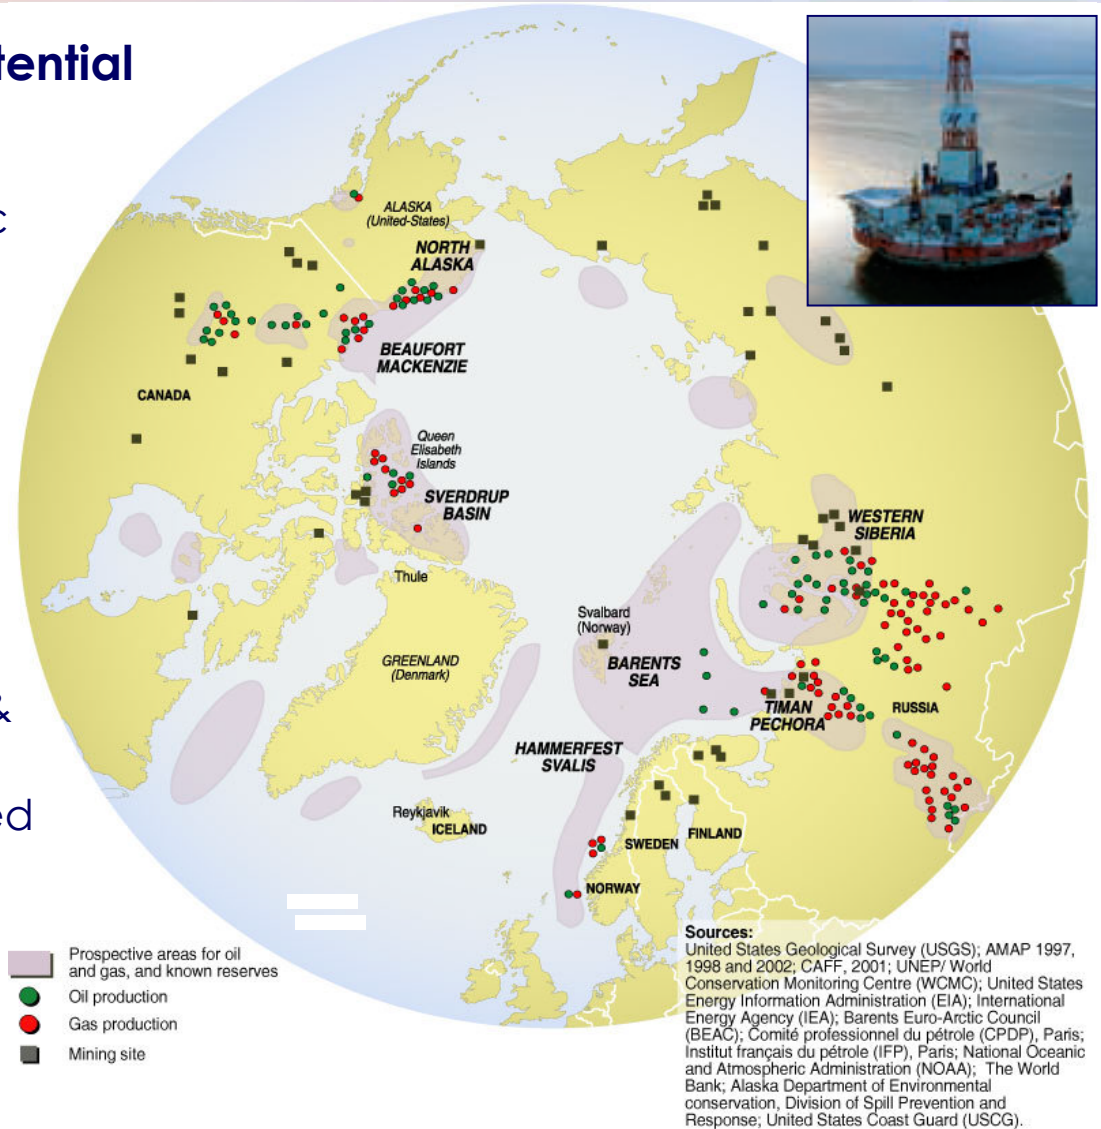 tential
c
&
ed
ALASKA
(United-States)
NORTH
ALASKA
BEAUFORT
MACKENZIE
CANADA
Queen
Elisabeth
Islands
SVERDRUP
BASIN
WESTERN
SIBERIA
Thule
Svalbard
(Norway)
GREENLAND
(Denmark)
BARENTS
SEA
TIMAN
PECHORA
RUSSIA
HAMMERFEST
SVALIS
Reykjavik
ICELAND
SWEDEN
FINLAND
NORWAY
Prospective areas for oil
and gas, and known reserves
Oil production
Gas production
Mining site
Sources:
United States Geological Survey (USGS); AMAP 1997,
1998 and 2002; CAFF, 2001; UNEP/ World
Conservation Monitoring Centre (WCMC); United States
Energy Information Administration (EIA); International
Energy Agency (IEA); Barents Euro-Arctic Council
(BEAC); Comité professionnel du pétrole (CPDP), Paris;
Institut français du pétrole (IFP), Paris; National Oceanic
and Atmospheric Administration (NOAA); The World
Bank; Alaska Department of Environmental
conservation, Division of Spill Prevention and
Response; United States Coast Guard (USCG).